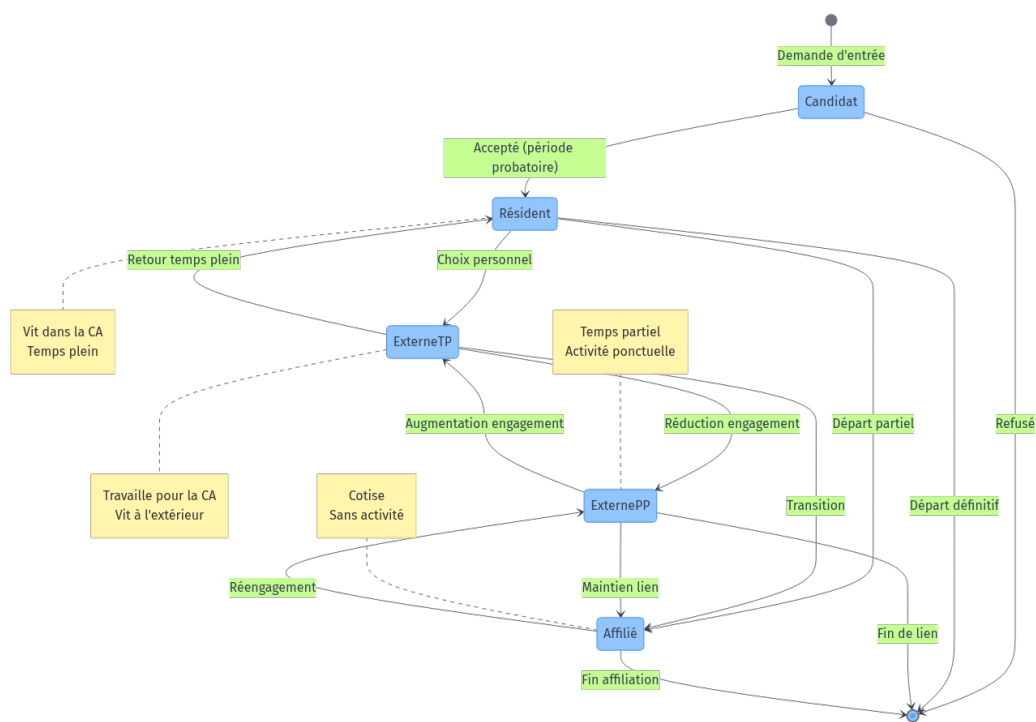 Demande d'entrée
Candidat
Accepté (période
probatoire)
Résident
Retour temps plein
Choix personnel
Vit dans la CA
Temps plein
ExterneTP
Temps partiel
Activité ponctuelle
Augmentation engagement
Réduction engagement
Départ partiel
Refusé
Travaille pour la CA
Vit à l'extérieur
Cotise
Sans activité
ExternePP
Transition
Départ définitif
Réengagement
Maintien lien
Affilié
Fin de lien
Fin affiliation